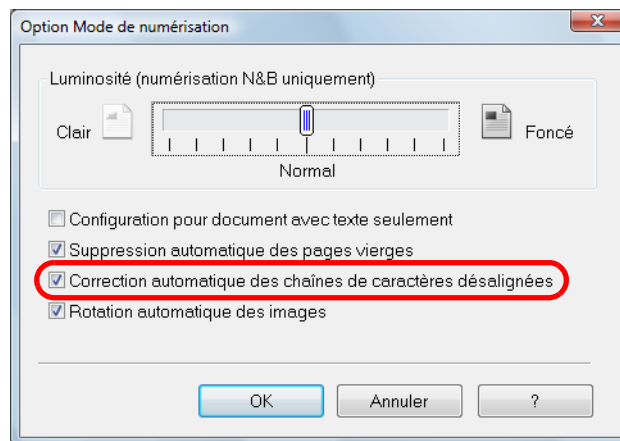 Option Mode de numérisation
Luminosité (numérisation N&B uniquement)
Clair
Foncé
Normal
Configuration pour document avec texte seulement
Suppression automatique des pages vierges
Correction automatique des chaînes de caractères désalignées
Rotation automatique des images
OK Annuler ?